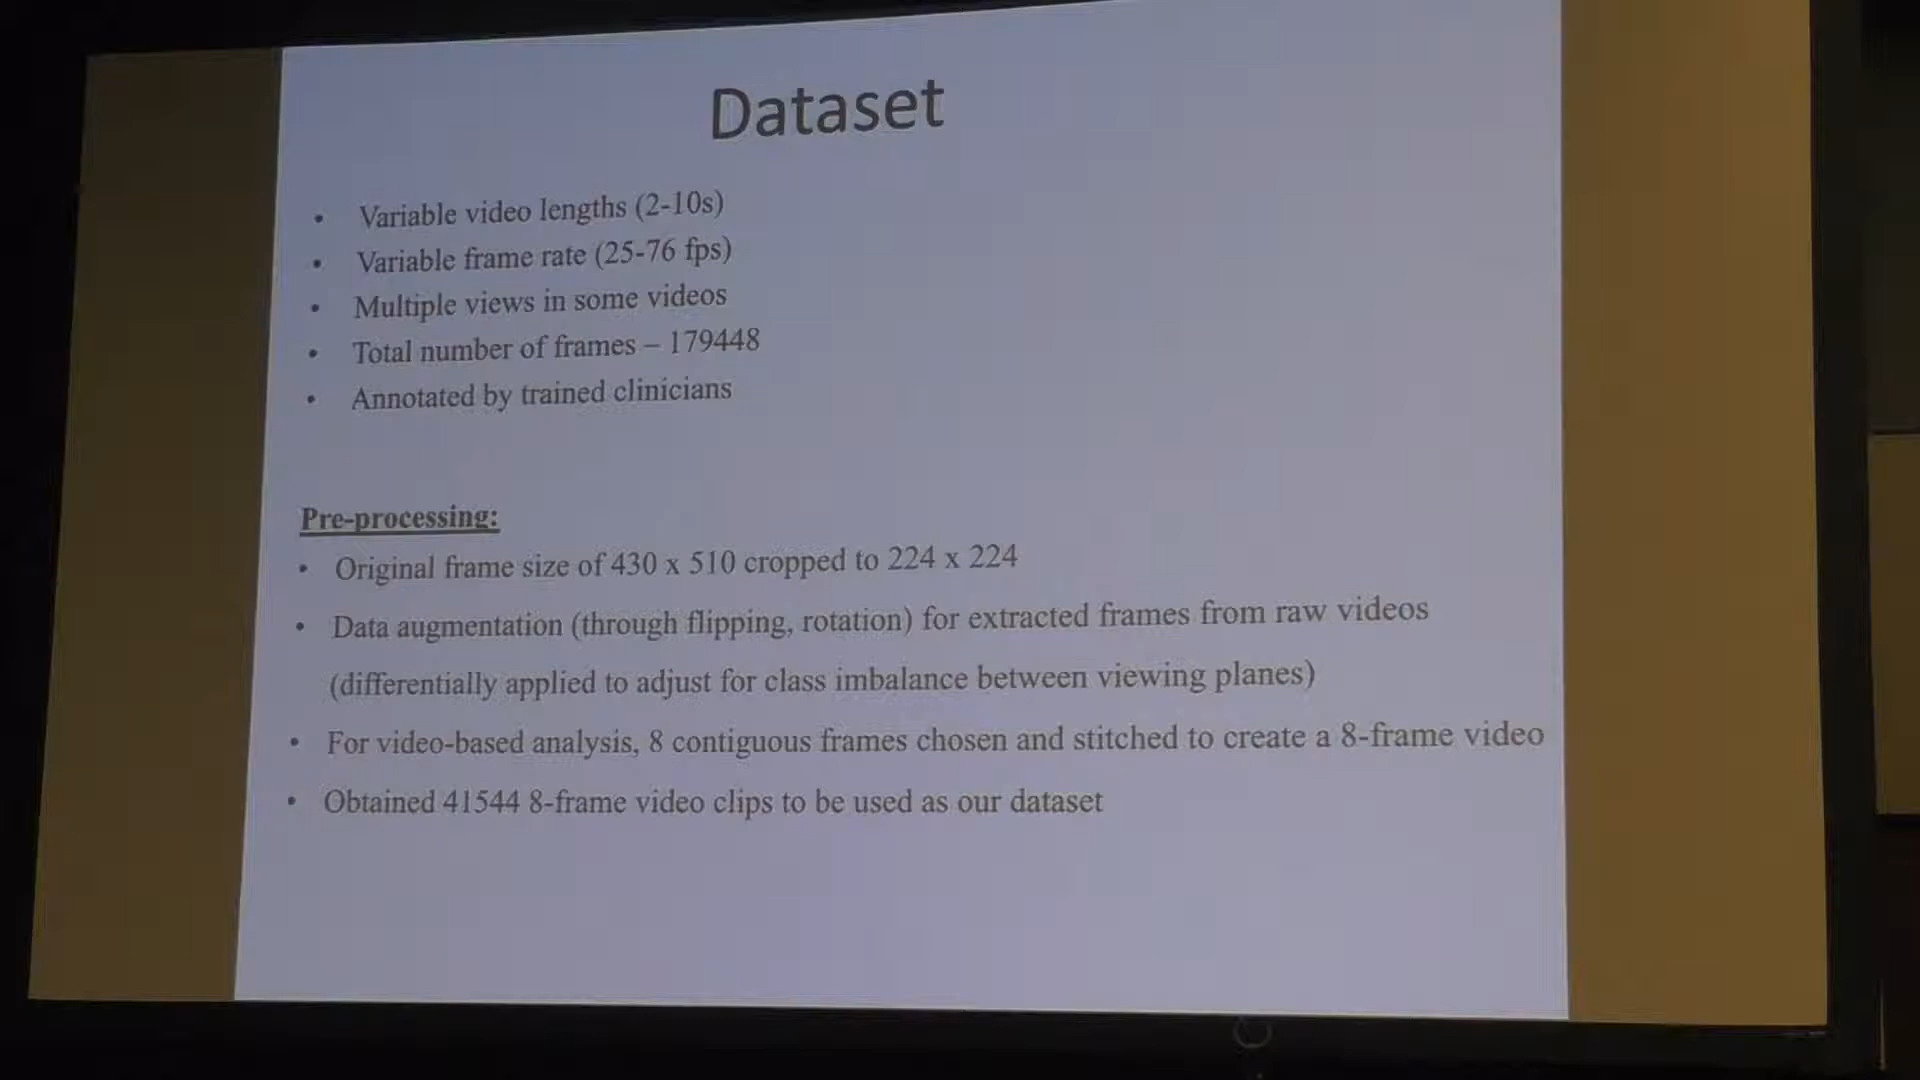 Dataset
• Variable video lengths (2-10s)
• Variable frame rate (25-76 fps)
• Multiple views in some videos
• Total number of frames – 179448
• Annotated by trained clinicians
Pre-processing:
• Original frame size of 430 x 510 cropped to 224 x 224
• Data augmentation (through flipping, rotation) for extracted frames from raw videos
(differentially applied to adjust for class imbalance between viewing planes)
• For video-based analysis, 8 contiguous frames chosen and stitched to create a 8-frame video
• Obtained 41544 8-frame video clips to be used as our dataset